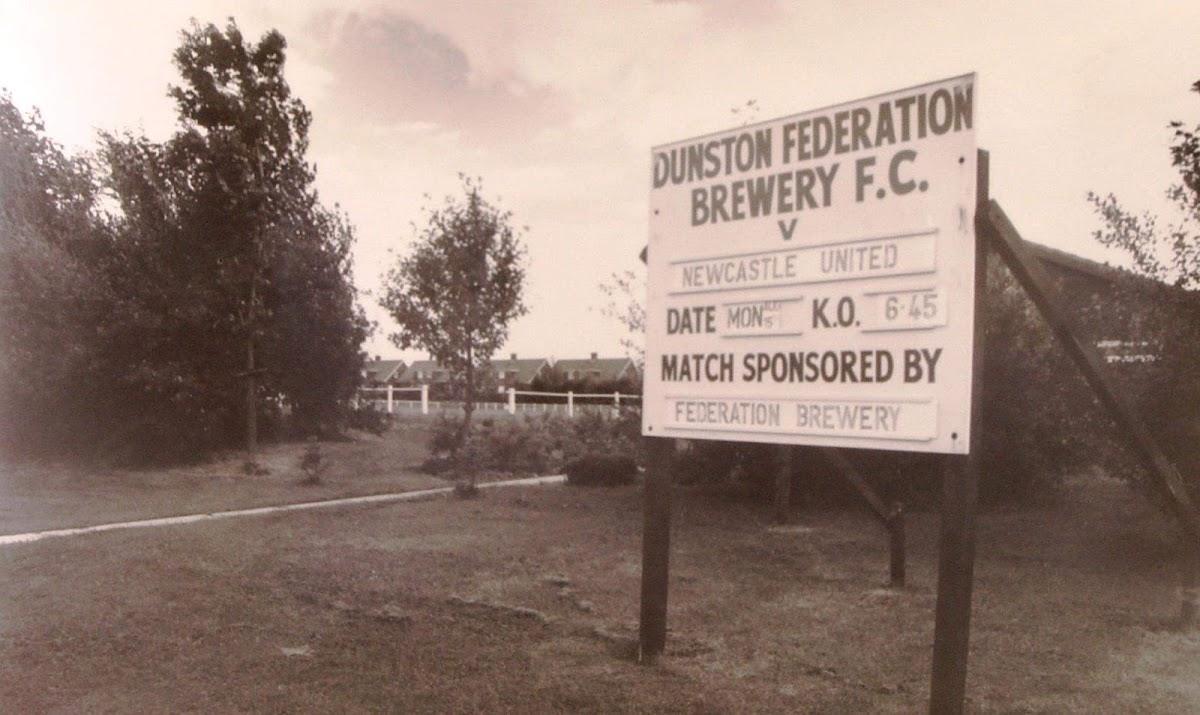 DUNSTON FEDERATION
BREWERY F.C.
V
NEWCASTLE UNITED
DATE MON K.O. 6·45
MATCH SPONSORED BY
FEDERATION BREWERY